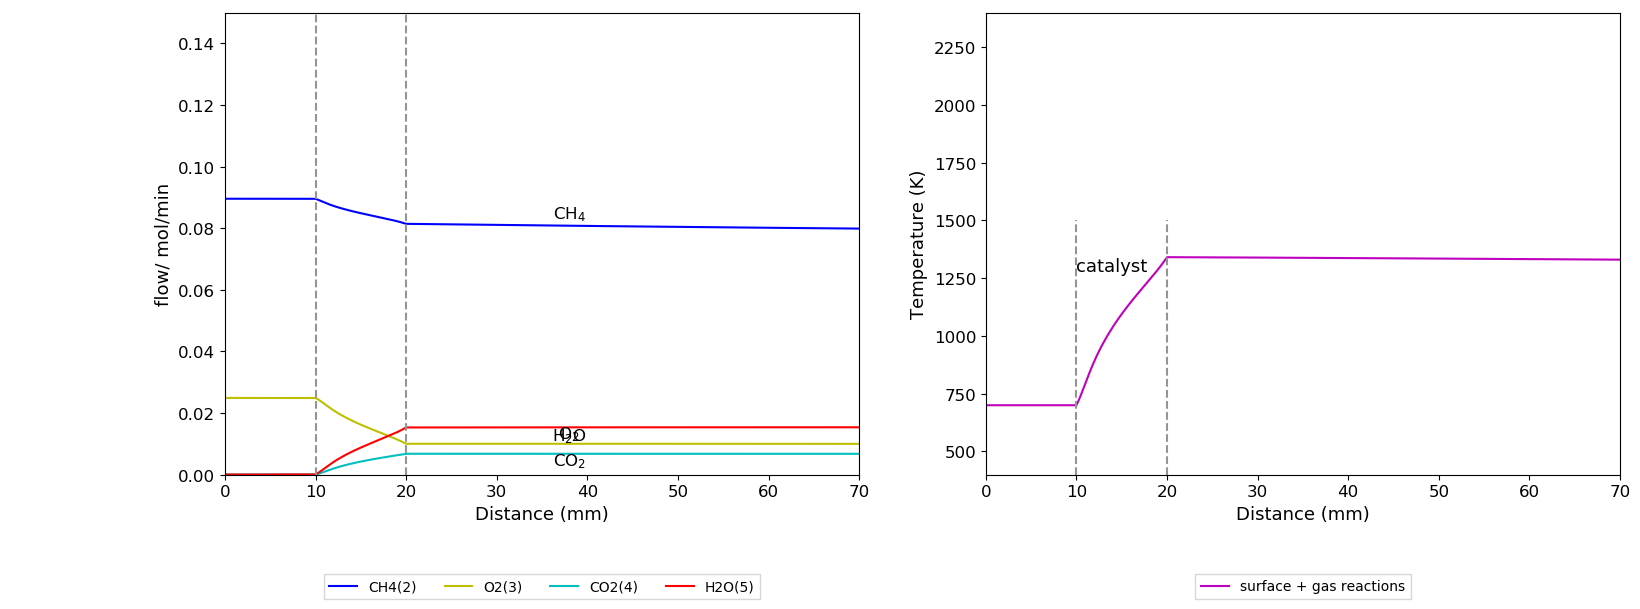 0.14
0.12
0.10
0.08
0.06
0.04
0.02
0.00
flow/ mol/min
CH₄
O₂
H₂O
CO₂
0 10 20 30 40 50 60 70
Distance (mm)
CH4(2) O2(3) CO2(4) H2O(5)
2250
2000
1750
1500
1250
1000
750
500
Temperature (K)
catalyst
0 10 20 30 40 50 60 70
Distance (mm)
surface + gas reactions